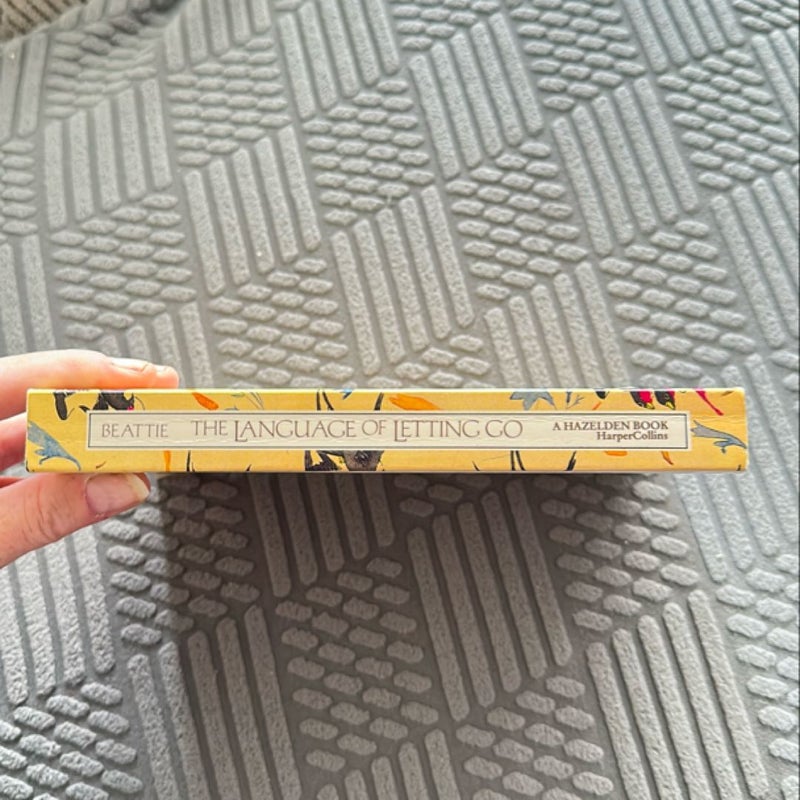 BEATTIE THE LANGUAGE OF LETTING GO A HAZELDEN BOOK
HarperCollins